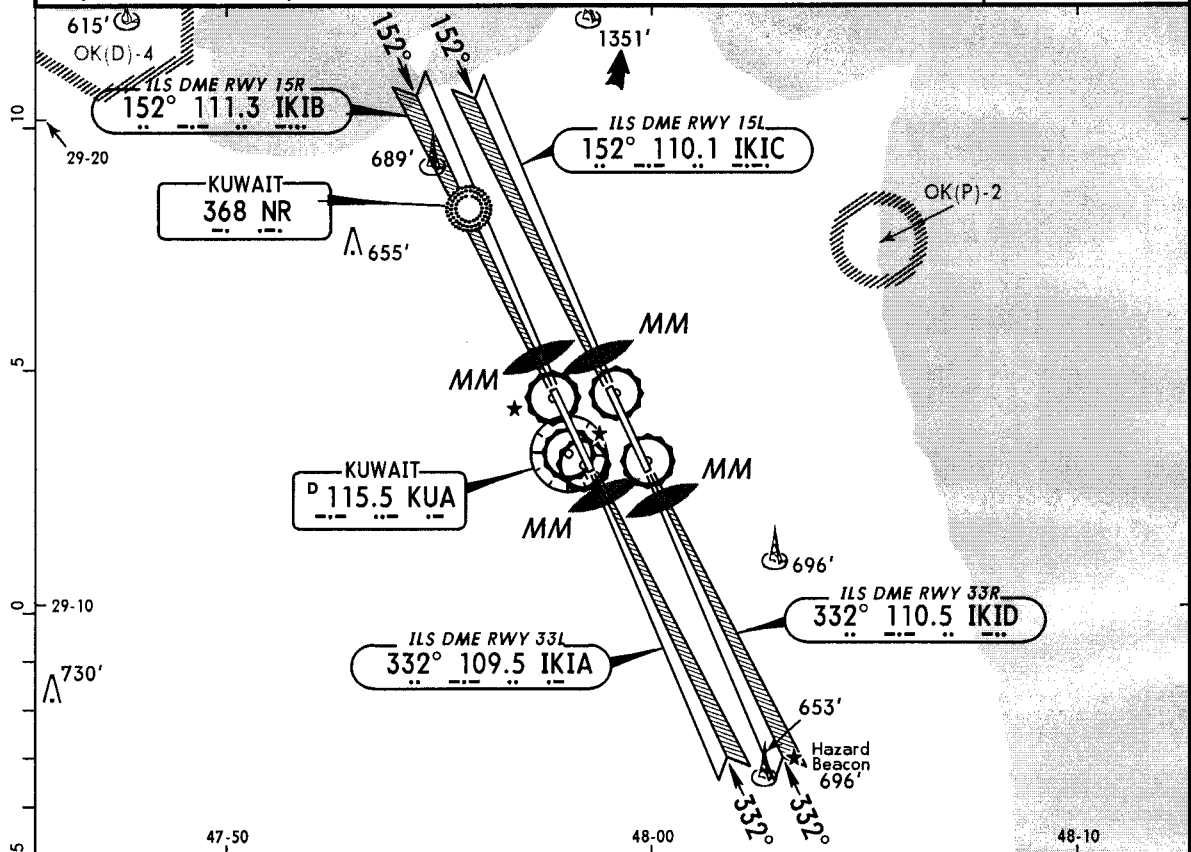 615'
OK(D)-4
152°
152°
1351'
ILS DME RWY 15R
152° 111.3 IKIB
10
29-20
689'
ILS DME RWY 15L
152° 110.1 IKIC
KUWAIT
368 NR
655'
OK(P)-2
5
MM
MM
KUWAIT
D 115.5 KUA
MM
MM
696'
0
29-10
ILS DME RWY 33R
332° 110.5 IKID
ILS DME RWY 33L
332° 109.5 IKIA
730'
653'
Hazard
Beacon
696'
332°
332°
5
47-50
48-00
48-10